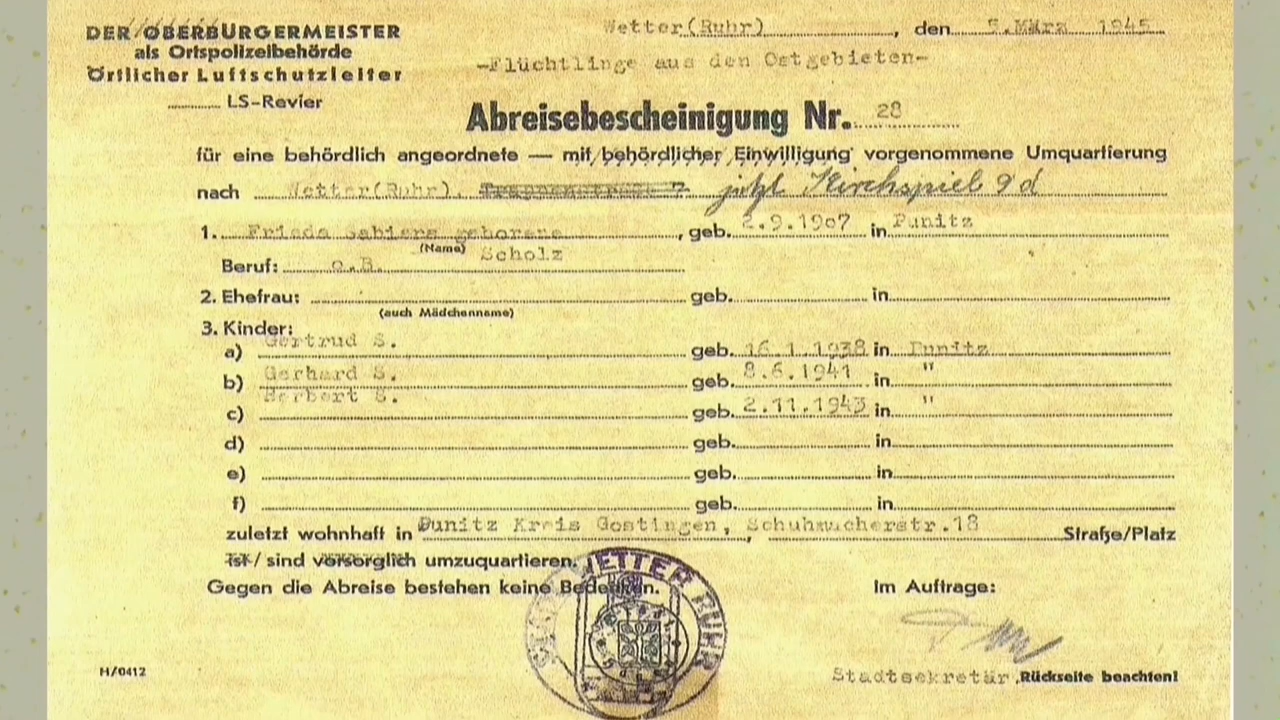 DER OBERBÜRGERMEISTER
als Ortspolizeibehörde
Örtlicher Luftschutzleiter
LS-Revier
Wetter(Ruhr), den 5.März 1945
-Flüchtlinge aus den Ostgebieten-
Abreisebescheinigung Nr. 28
für eine behördlich angeordnete — mit behördlicher Einwilligung vorgenommene Umquartierung
nach Wetter(Ruhr), jetzt Kirchspiel 9d
1. Frieda geborene, geb. 2.9.1907 in Punitz
(Name) Scholz
Beruf: o.B.
2. Ehefrau: geb. in
(auch Mädchenname)
3. Kinder:
a) Gertrud S. geb. 16.1.1938 in Punitz
b) Gerhard S. geb. 8.6.1941 in "
c) Herbert S. geb. 2.11.1943 in "
d) geb. in
e) geb. in
f) geb. in
zuletzt wohnhaft in Punitz Kreis Gostingen, Schuhmacherstr.18 Straße/Platz
ist/sind vorsorglich umzuquartieren.
Gegen die Abreise bestehen keine Bedenken. Im Auftrage:
WETTER RUHR
H/0412
Stadtsekretär. Rückseite beachten!